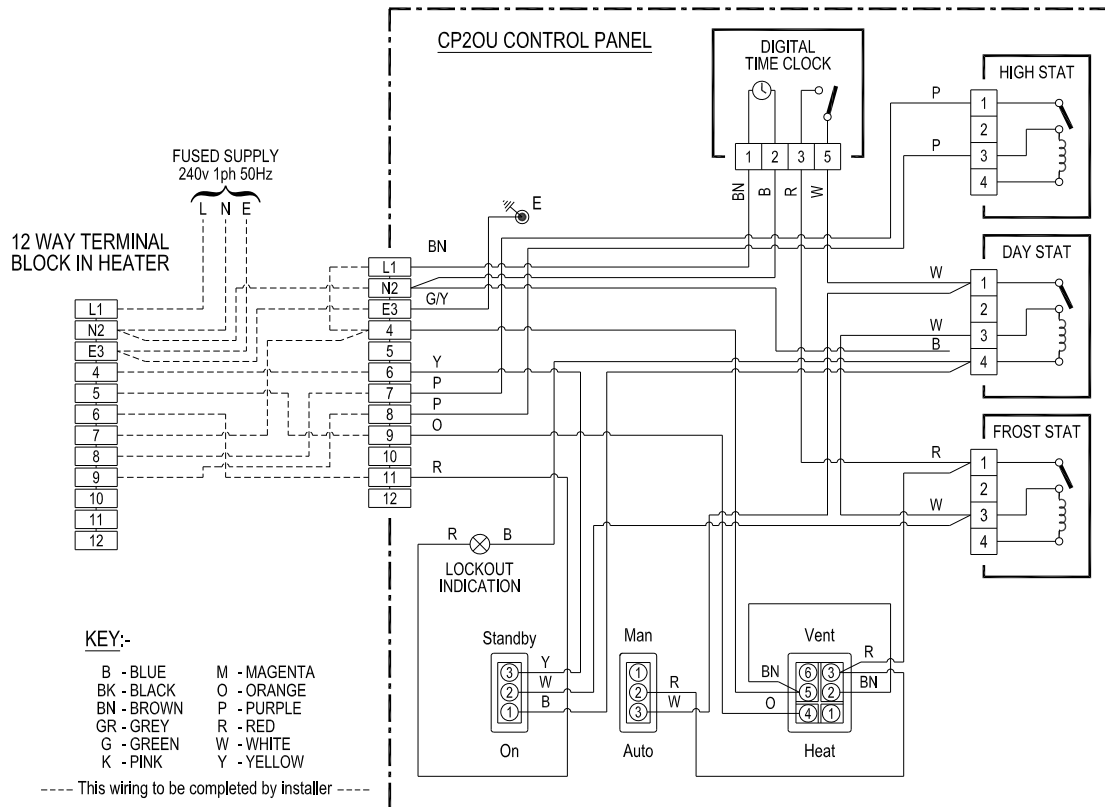 CP2OU CONTROL PANEL
DIGITAL
TIME CLOCK
1 2 3 5
BN B R W
HIGH STAT
P
P
1
2
3
4
FUSED SUPPLY
240v 1ph 50Hz
L N E
12 WAY TERMINAL
BLOCK IN HEATER
L1
N2
E3
4
5
6
7
8
9
10
11
12
E
BN
G/Y
Y
P
P
O
R
L1
N2
E3
4
5
6
7
8
9
10
11
12
DAY STAT
W
W
B
1
2
3
4
FROST STAT
R
W
1
2
3
4
R B
LOCKOUT
INDICATION
Standby
3 Y
2 W
1 B
On
Man
1
2 R
3 W
Auto
Vent
R
BN 6 3
5 2 BN
O 4 1
Heat
KEY:-
B - BLUE
BK - BLACK
BN - BROWN
GR - GREY
G - GREEN
K - PINK
M - MAGENTA
O - ORANGE
P - PURPLE
R - RED
W - WHITE
Y - YELLOW
---- This wiring to be completed by installer ----